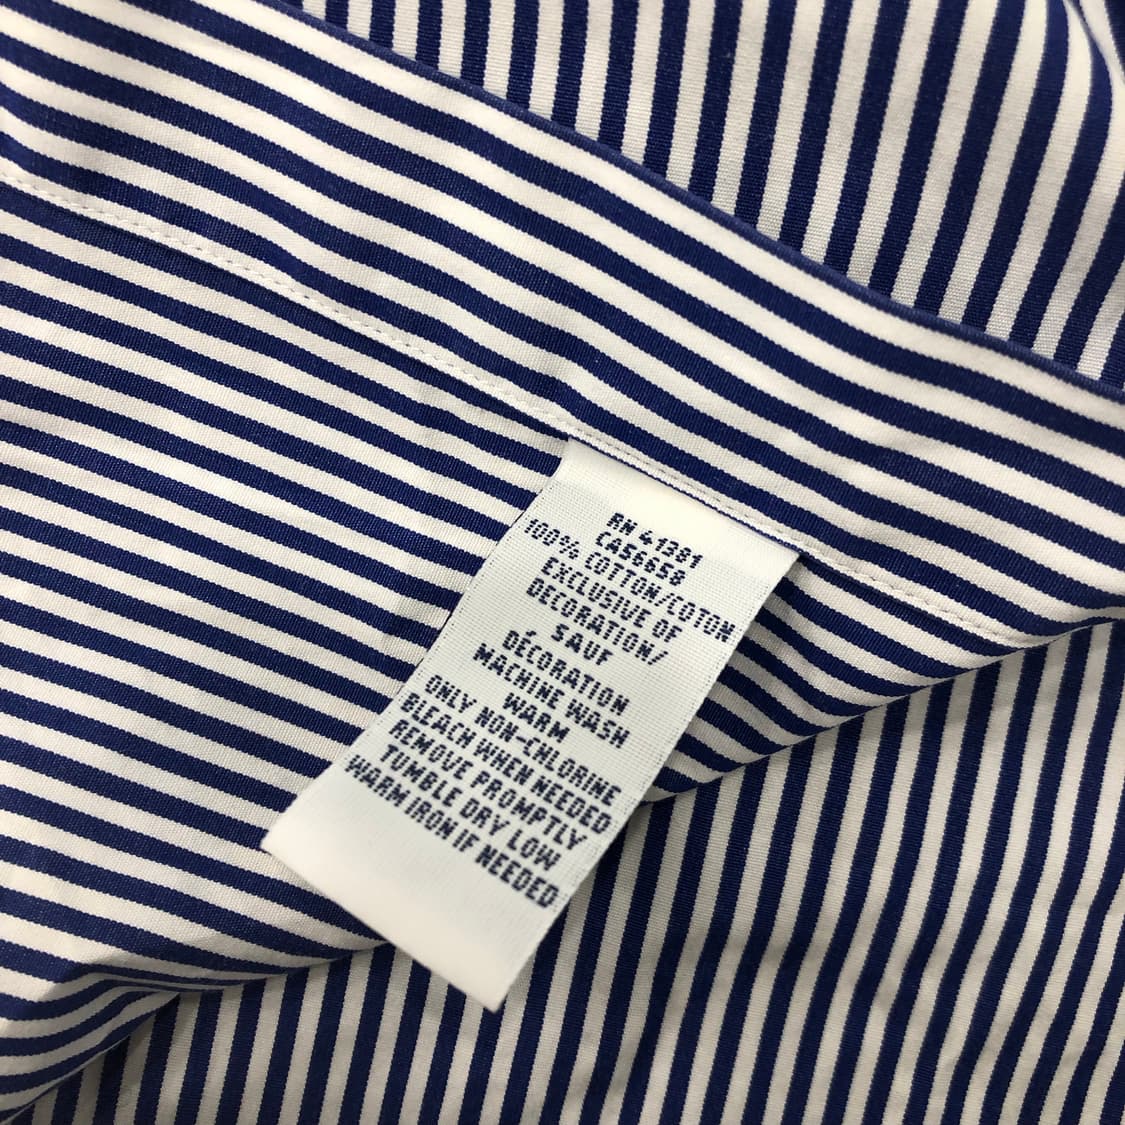 RN 41381
CA56658
100% COTTON/COTON
EXCLUSIVE OF
DECORATION/
SAUF
DÉCORATION
MACHINE WASH
WARM
ONLY NON-CHLORINE
BLEACH WHEN NEEDED
REMOVE PROMPTLY
TUMBLE DRY LOW
WARM IRON IF NEEDED